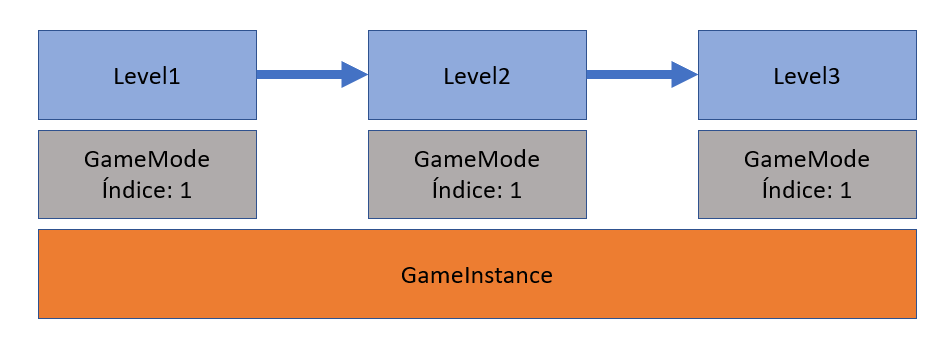 Level1
Level2
Level3
GameMode
Índice: 1
GameMode
Índice: 1
GameMode
Índice: 1
GameInstance